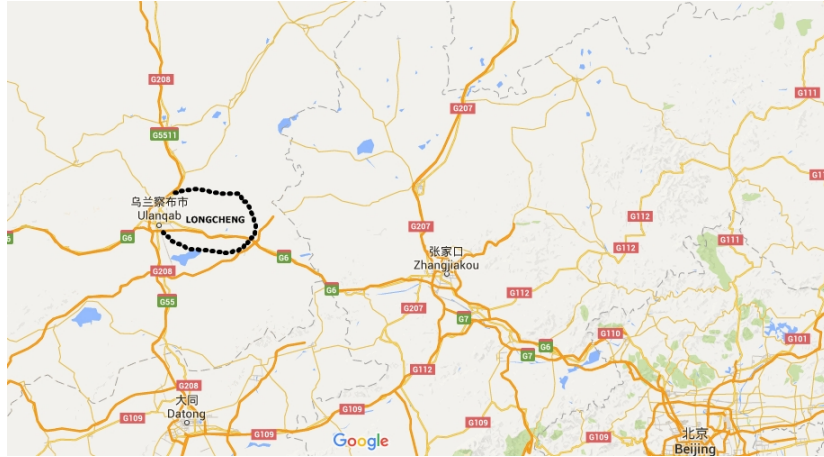 G208
G111
G207
G5511
G11
乌兰察布市
Ulanqab
LONGCHENG
G112
G207
G6
G6
G112
G111
张家口
Zhangjiakou
G6
G208
G6
G112
G55
G207
G7
G110
G6
G7
G101
G112
G208
大同
Datong
G109
G109
G109
G109
北京
Beijing
Google